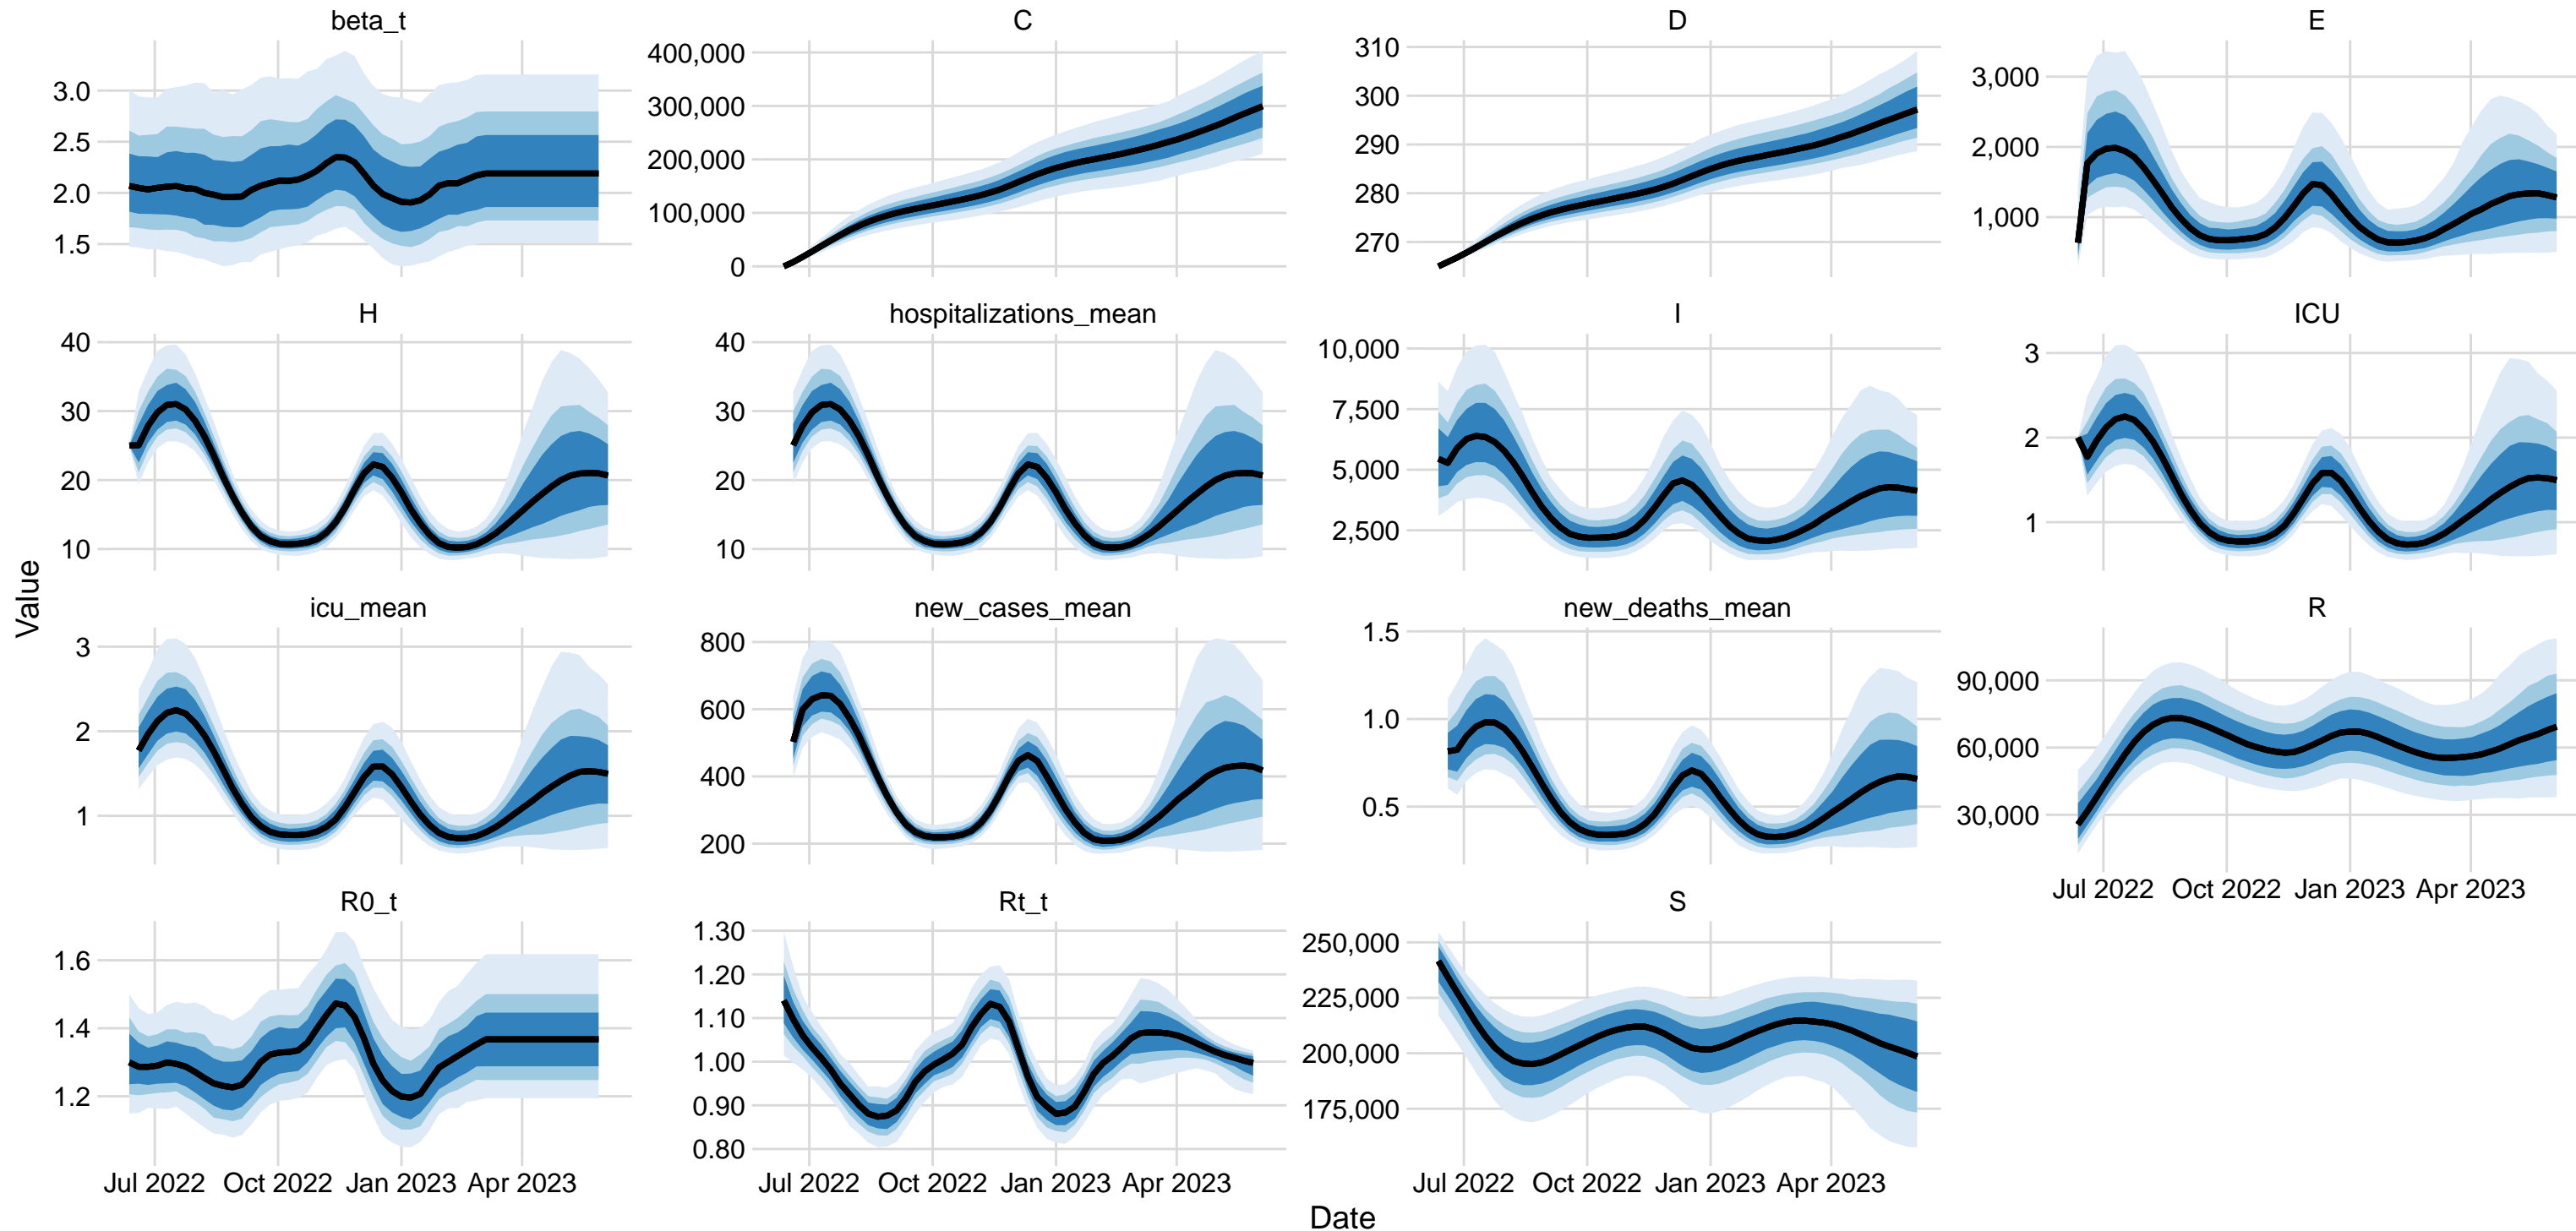 beta_t
3.0
2.5
2.0
1.5
C
400,000
300,000
200,000
100,000
0
D
310
300
290
280
270
E
3,000
2,000
1,000
H
40
30
20
10
hospitalizations_mean
40
30
20
10
I
10,000
7,500
5,000
2,500
ICU
3
2
1
Value
icu_mean
3
2
1
new_cases_mean
800
600
400
200
new_deaths_mean
1.5
1.0
0.5
R
90,000
60,000
30,000
Jul 2022 Oct 2022 Jan 2023 Apr 2023
R0_t
1.6
1.4
1.2
Jul 2022 Oct 2022 Jan 2023 Apr 2023
Rt_t
1.30
1.20
1.10
1.00
0.90
0.80
Jul 2022 Oct 2022 Jan 2023 Apr 2023
S
250,000
225,000
200,000
175,000
Jul 2022 Oct 2022 Jan 2023 Apr 2023
Date